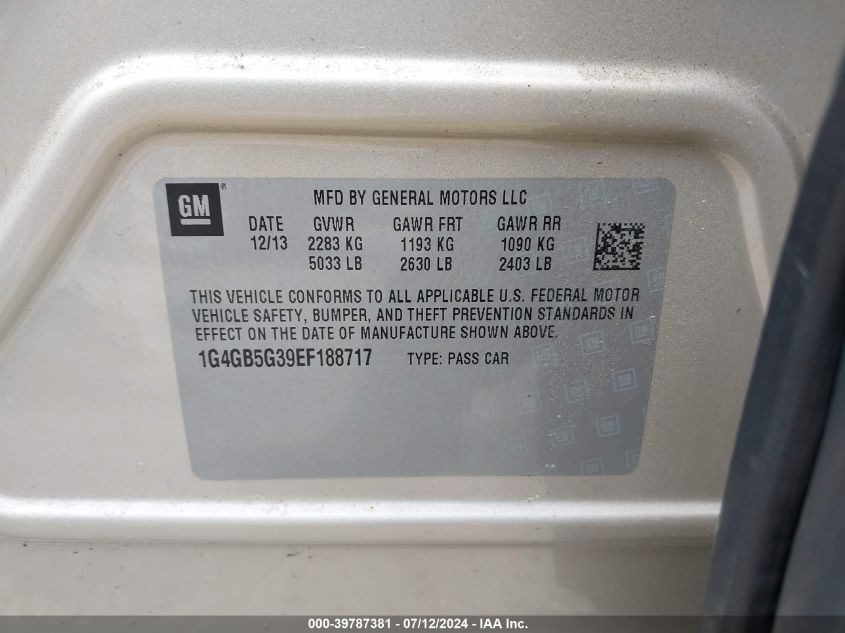 GM ®
MFD BY GENERAL MOTORS LLC
DATE GVWR GAWR FRT GAWR RR
12/13 2283 KG 1193 KG 1090 KG
5033 LB 2630 LB 2403 LB
THIS VEHICLE CONFORMS TO ALL APPLICABLE U.S. FEDERAL MOTOR
VEHICLE SAFETY, BUMPER, AND THEFT PREVENTION STANDARDS IN
EFFECT ON THE DATE OF MANUFACTURE SHOWN ABOVE.
1G4GB5G39EF188717 TYPE: PASS CAR
000-39787381 - 07/12/2024 - IAA Inc.